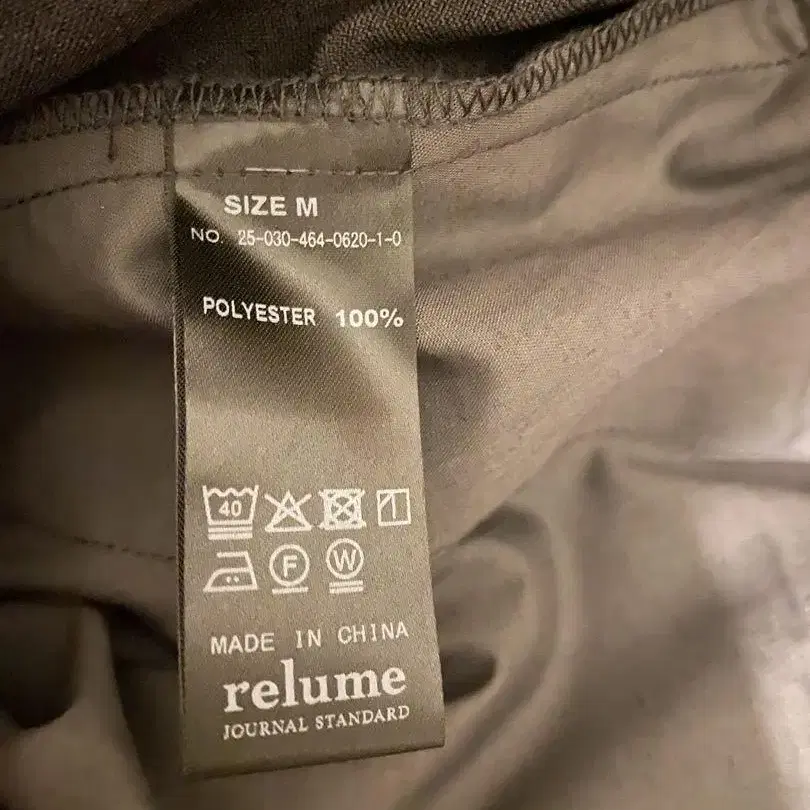 SIZE M
NO. 25-030-464-0620-1-0
POLYESTER 100%
40
F W
MADE IN CHINA
relume
JOURNAL STANDARD